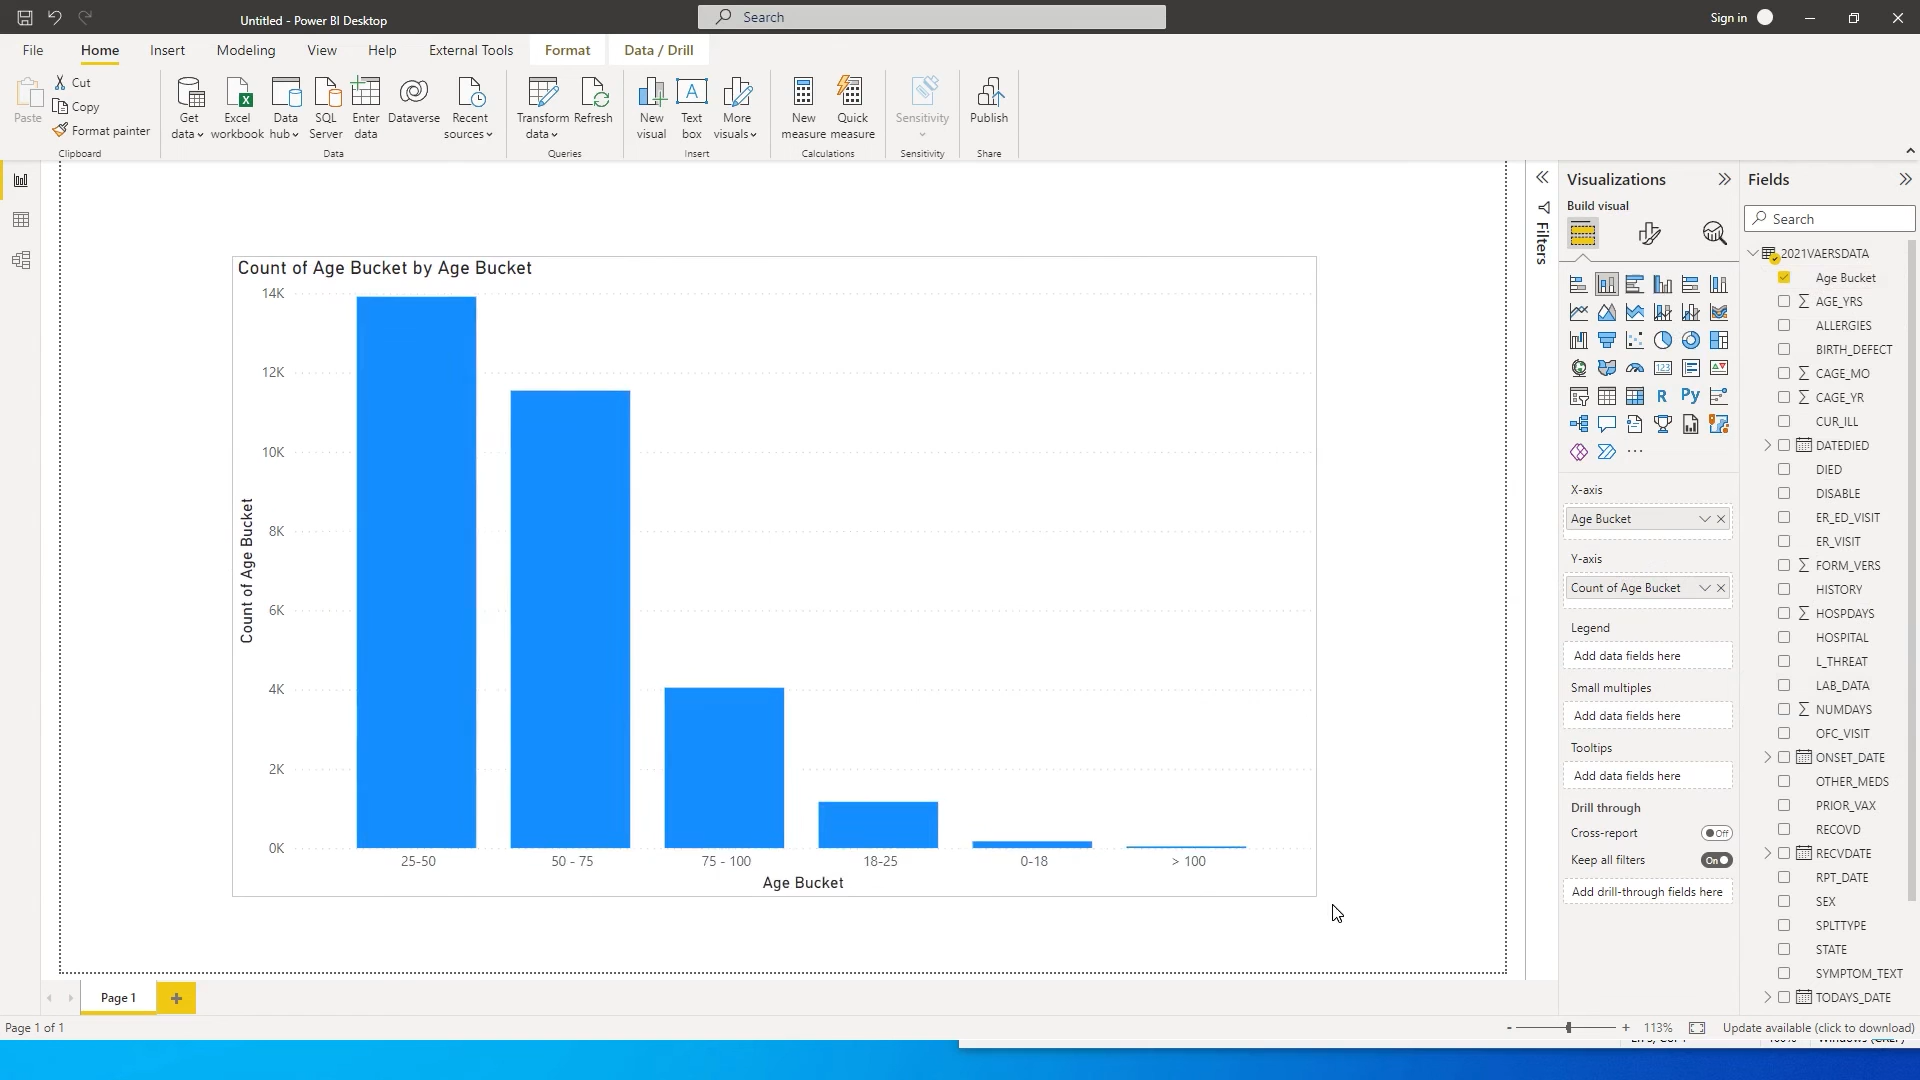 Untitled - Power BI Desktop
Search
Sign in
File
Home
Insert
Modeling
View
Help
External Tools
Format
Data / Drill
Paste
Cut
Copy
Format painter
Clipboard
Get data
Excel workbook
Data hub
SQL Server
Enter data
Dataverse
Recent sources
Data
Transform data
Refresh
Queries
New visual
Text box
More visuals
Insert
New measure
Quick measure
Calculations
Sensitivity
Sensitivity
Publish
Share
Count of Age Bucket by Age Bucket
Count of Age Bucket
14K
12K
10K
8K
6K
4K
2K
0K
25-50
50 - 75
75 - 100
18-25
0-18
> 100
Age Bucket
Filters
Visualizations
Build visual
123
R
Py
X-axis
Age Bucket
Y-axis
Count of Age Bucket
Legend
Add data fields here
Small multiples
Add data fields here
Tooltips
Add data fields here
Drill through
Cross-report
Off
Keep all filters
On
Add drill-through fields here
Fields
Search
2021VAERSDATA
Age Bucket
AGE_YRS
ALLERGIES
BIRTH_DEFECT
CAGE_MO
CAGE_YR
CUR_ILL
DATEDIED
DIED
DISABLE
ER_ED_VISIT
ER_VISIT
FORM_VERS
HISTORY
HOSPDAYS
HOSPITAL
L_THREAT
LAB_DATA
NUMDAYS
OFC_VISIT
ONSET_DATE
OTHER_MEDS
PRIOR_VAX
RECOVD
RECVDATE
RPT_DATE
SEX
SPLTTYPE
STATE
SYMPTOM_TEXT
TODAYS_DATE
Page 1
Page 1 of 1
113%
Update available (click to download)